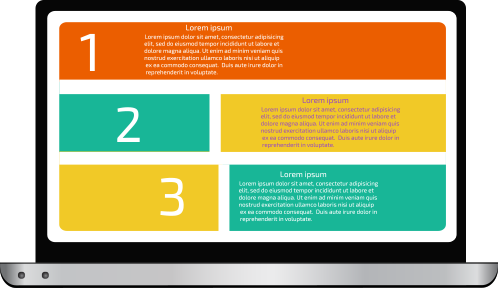 1
Lorem ipsum
Lorem ipsum dolor sit amet, consectetur adipiscing
elit, sed do eiusmod tempor incididunt ut labore et
dolore magna aliqua. Ut enim ad minim veniam, quis
nostrud exercitation ullamco laboris nisi ut aliquip
ex ea commodo consequat. Duis aute irure dolor in
reprehenderit in voluptate.
2
Lorem ipsum
Lorem ipsum dolor sit amet, consectetur adipiscing
elit, sed do eiusmod tempor incididunt ut labore et
dolore magna aliqua. Ut enim ad minim veniam, quis
nostrud exercitation ullamco laboris nisi ut aliquip
ex ea commodo consequat. Duis aute irure dolor in
reprehenderit in voluptate.
3
Lorem ipsum
Lorem ipsum dolor sit amet, consectetur adipiscing
elit, sed do eiusmod tempor incididunt ut labore et
dolore magna aliqua. Ut enim ad minim veniam, quis
nostrud exercitation ullamco laboris nisi ut aliquip
ex ea commodo consequat. Duis aute irure dolor in
reprehenderit in voluptate.